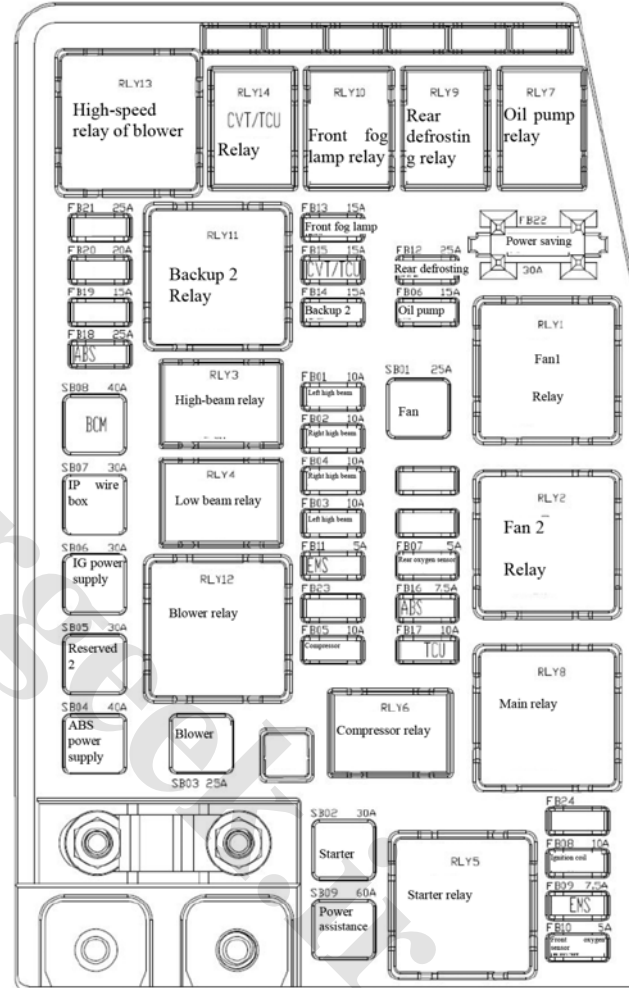 RLY13
High-speed
relay of blower
RLY14
CVT/TCU
Relay
RLY10
Front fog
lamp relay
RLY9
Rear
defrostin
g relay
RLY7
Oil pump
relay
FB21 25A
FB20 20A
FB19 15A
FB18 25A
ABS
RLY11
Backup 2
Relay
FB13 15A
Front fog lamp
FB15 15A
CVT/TCU
FB14 15A
Backup 2
FB12 25A
Rear defrosting
FB06 15A
Oil pump
FB22
Power saving
30A
RLY1
Fan1
Relay
SB08 40A
BCM
SB07 30A
IP wire
box
SB06 30A
IG power
supply
SB05 30A
Reserved
2
SB04 40A
ABS
power
supply
RLY3
High-beam relay
RLY4
Low beam relay
RLY12
Blower relay
Blower
SB03 25A
FB01 10A
Left high beam
FB02 10A
Right high beam
FB04 10A
Right high beam
FB03 10A
Left high beam
FB11 5A
EMS
FB23
FB05 10A
Compressor
SB01 25A
Fan
FB07 5A
Rear oxygen sensor
FB16 7.5A
ABS
FB17 10A
TCU
RLY2
Fan 2
Relay
RLY8
Main relay
RLY6
Compressor relay
SB02 30A
Starter
SB09 60A
Power
assistance
RLY5
Starter relay
FB24
FB08 10A
Ignition coil
FB09 7.5A
EMS
FB10 5A
Front oxygen
sensor
rgeek.ir